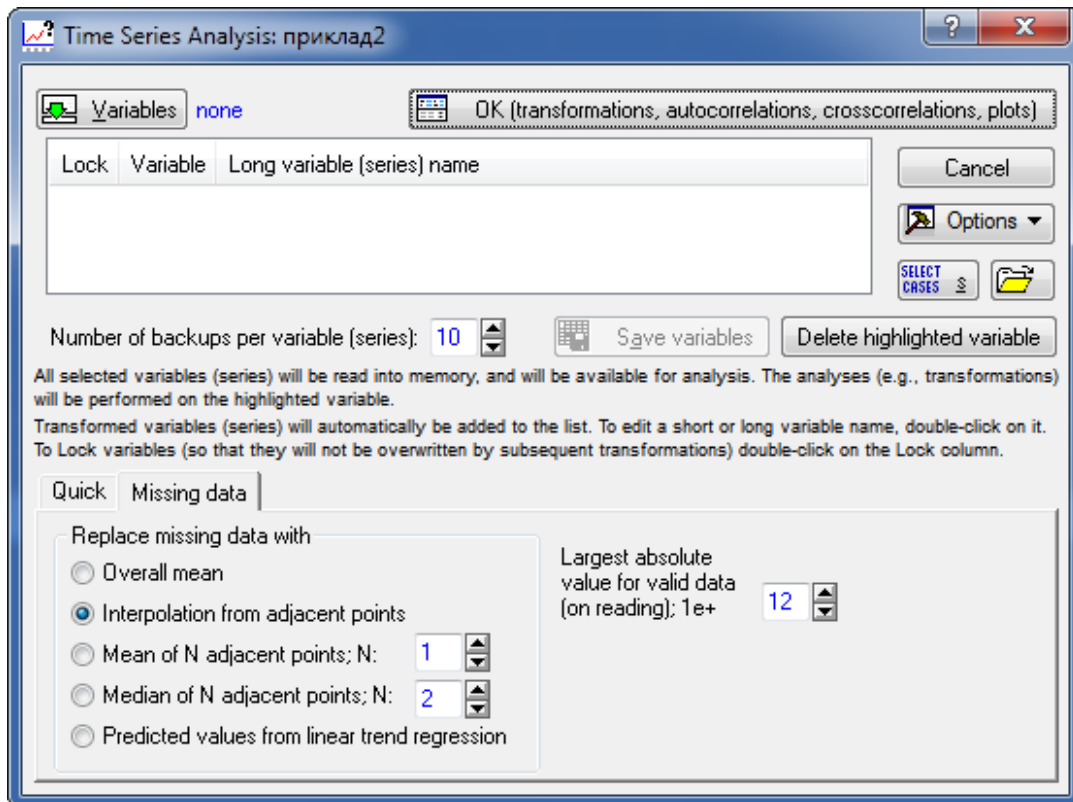 Time Series Analysis: приклад2
Variables none
OK (transformations, autocorrelations, crosscorrelations, plots)
Lock Variable Long variable (series) name
Cancel
Options
SELECT CASES S
Number of backups per variable (series): 10
Save variables
Delete highlighted variable
All selected variables (series) will be read into memory, and will be available for analysis. The analyses (e.g., transformations)
will be performed on the highlighted variable.
Transformed variables (series) will automatically be added to the list. To edit a short or long variable name, double-click on it.
To Lock variables (so that they will not be overwritten by subsequent transformations) double-click on the Lock column.
Quick Missing data
Replace missing data with
Overall mean
Interpolation from adjacent points
Mean of N adjacent points; N: 1
Median of N adjacent points; N: 2
Predicted values from linear trend regression
Largest absolute
value for valid data
(on reading); 1e+ 12